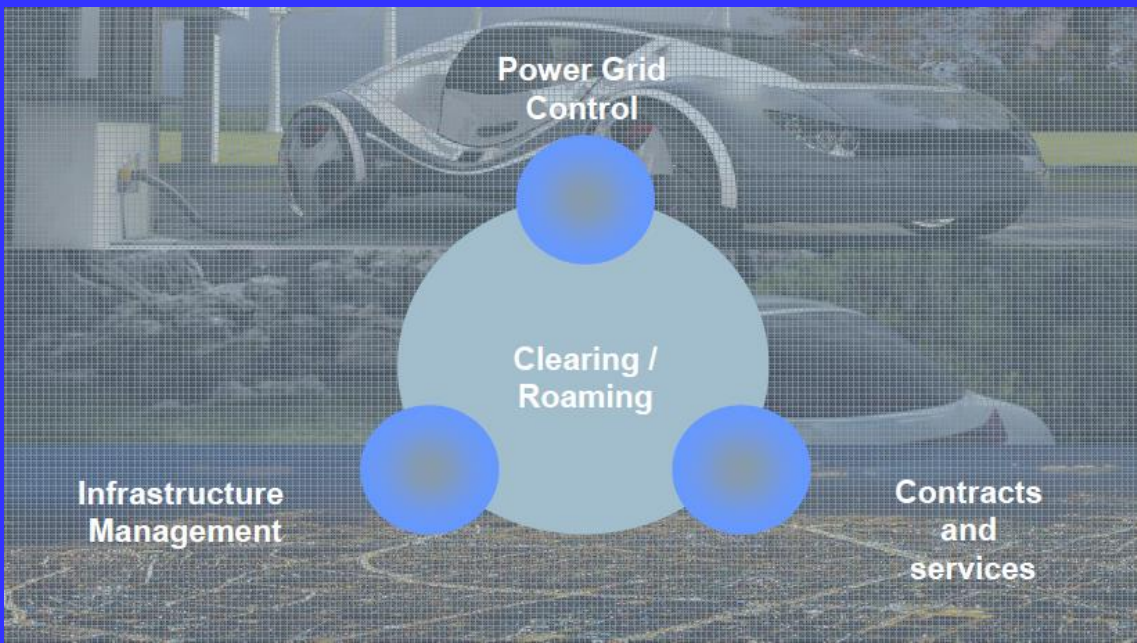 Power Grid
Control
Clearing /
Roaming
Infrastructure
Management
Contracts
and
services